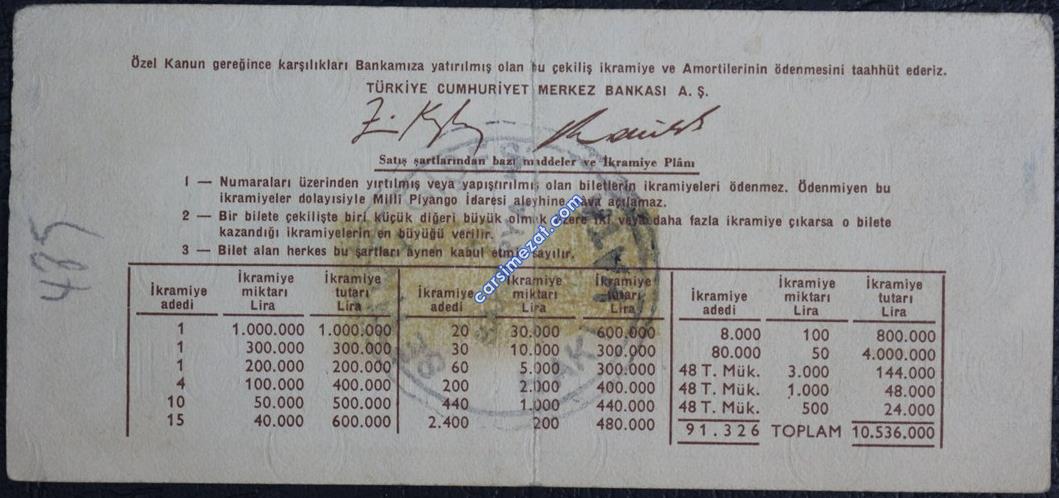 Özel Kanun gereğince karşılıkları Bankamıza yatırılmış olan bu çekiliş ikramiye ve Amortilerinin ödenmesini taahhüt ederiz.
TÜRKİYE CUMHURİYET MERKEZ BANKASI A. Ş.
Satış şartlarından bazı maddeler ve İkramiye Plânı
1 — Numaraları üzerinden yırtılmış veya yapıştırılmış olan biletlerin ikramiyeleri ödenmez. Ödenmiyen bu
ikramiyeler dolayısiyle Millî Piyango İdaresi aleyhine dava açılamaz.
2 — Bir bilete çekilişte biri küçük diğeri büyük olmak üzere iki veya daha fazla ikramiye çıkarsa o bilete
kazandığı ikramiyelerin en büyüğü verilir.
3 — Bilet alan herkes bu şartları aynen kabul etmiş sayılır.
carsimezat.com
485
İkramiye adedi İkramiye miktarı Lira İkramiye tutarı Lira
1 1.000.000 1.000.000
1 300.000 300.000
1 200.000 200.000
4 100.000 400.000
10 50.000 500.000
15 40.000 600.000
İkramiye adedi İkramiye miktarı Lira İkramiye tutarı Lira
20 30.000 600,000
30 10.000 300.000
60 5.000 300.000
200 2.000 400.000
440 1.000 440.000
2.400 200 480.000
İkramiye adedi İkramiye miktarı Lira İkramiye tutarı Lira
8.000 100 800.000
80.000 50 4.000.000
48 T. Mük. 3.000 144.000
48 T. Mük. 1.000 48.000
48 T. Mük. 500 24.000
91.326 TOPLAM 10.536.000